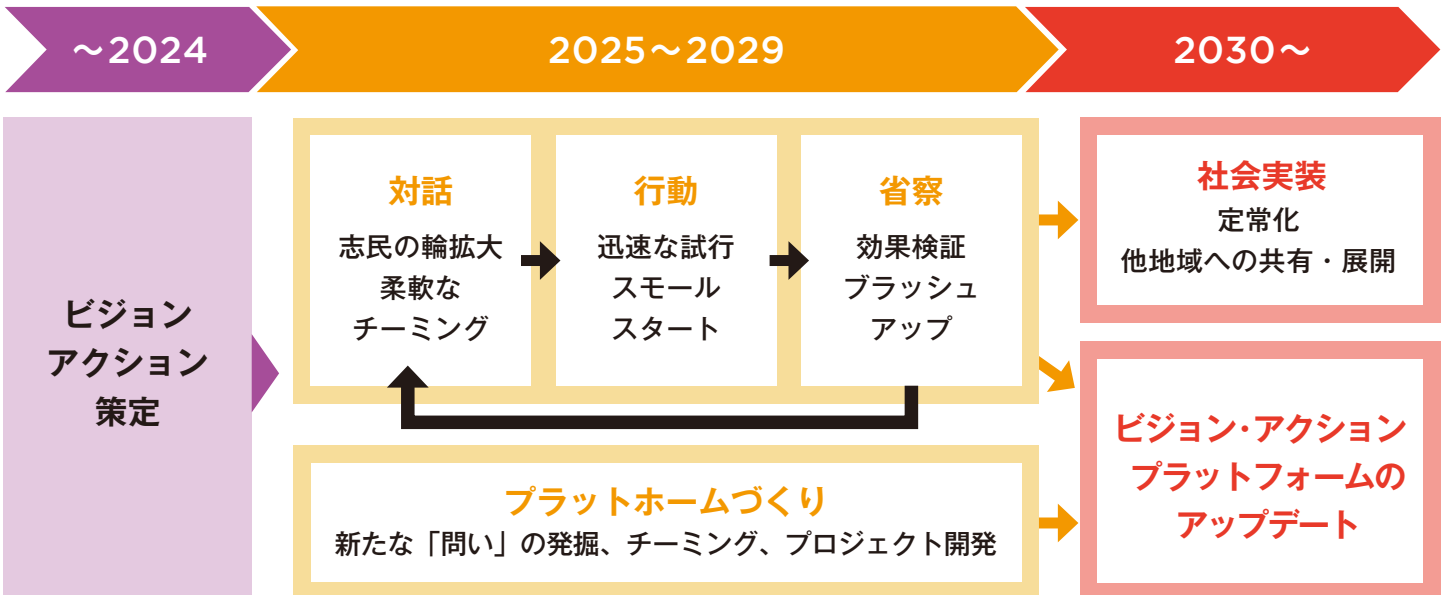 ～2024
2025～2029
2030～
ビジョン
アクション
策定
対話
志民の輪拡大
柔軟な
チーミング
行動
迅速な試行
スモール
スタート
省察
効果検証
ブラッシュ
アップ
プラットホームづくり
新たな「問い」の発掘、チーミング、プロジェクト開発
社会実装
定常化
他地域への共有・展開
ビジョン・アクション
プラットフォームの
アップデート